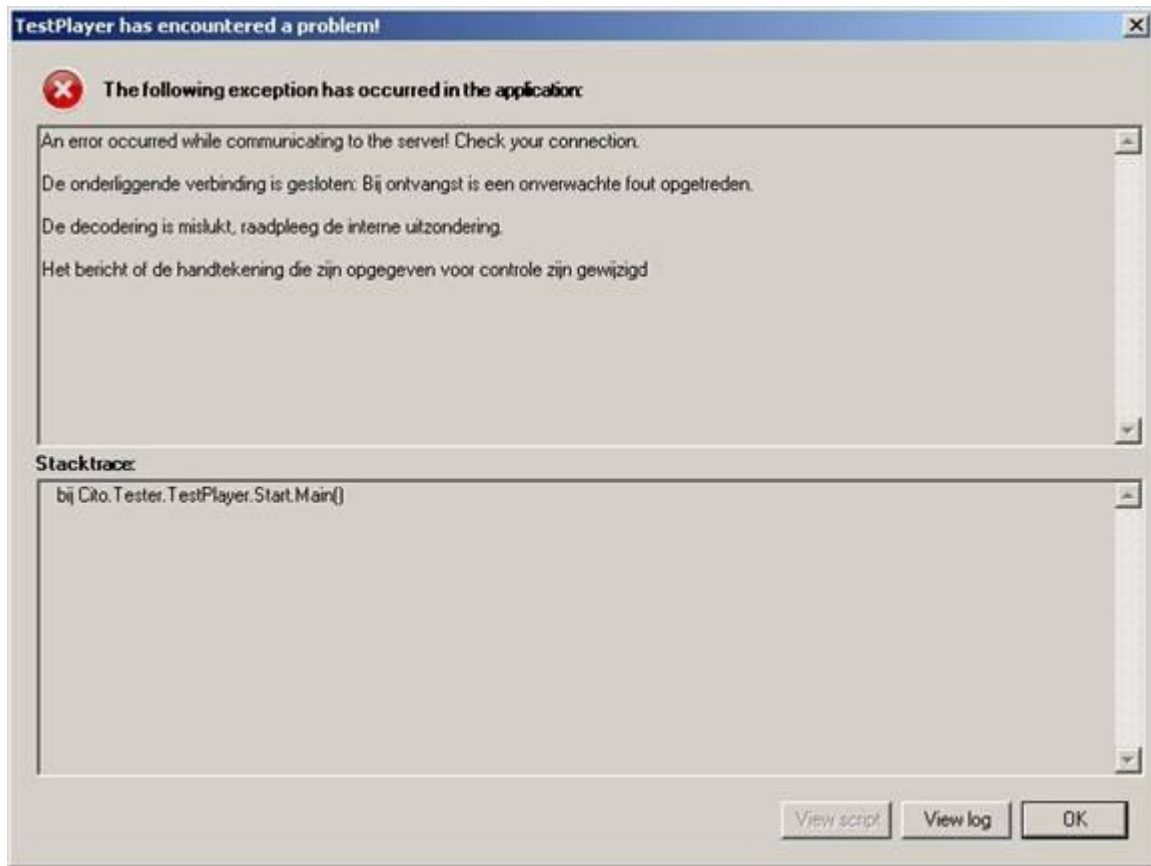 TestPlayer has encountered a problem!
The following exception has occurred in the application:
An error occurred while communicating to the server! Check your connection.
De onderliggende verbinding is gesloten: Bij ontvangst is een onverwachte fout opgetreden.
De decodering is mislukt, raadpleeg de interne uitzondering.
Het bericht of de handtekening die zijn opgegeven voor controle zijn gewijzigd
Stacktrace:
bij Cito.Tester.TestPlayer.Start.Main()
View script
View log
OK